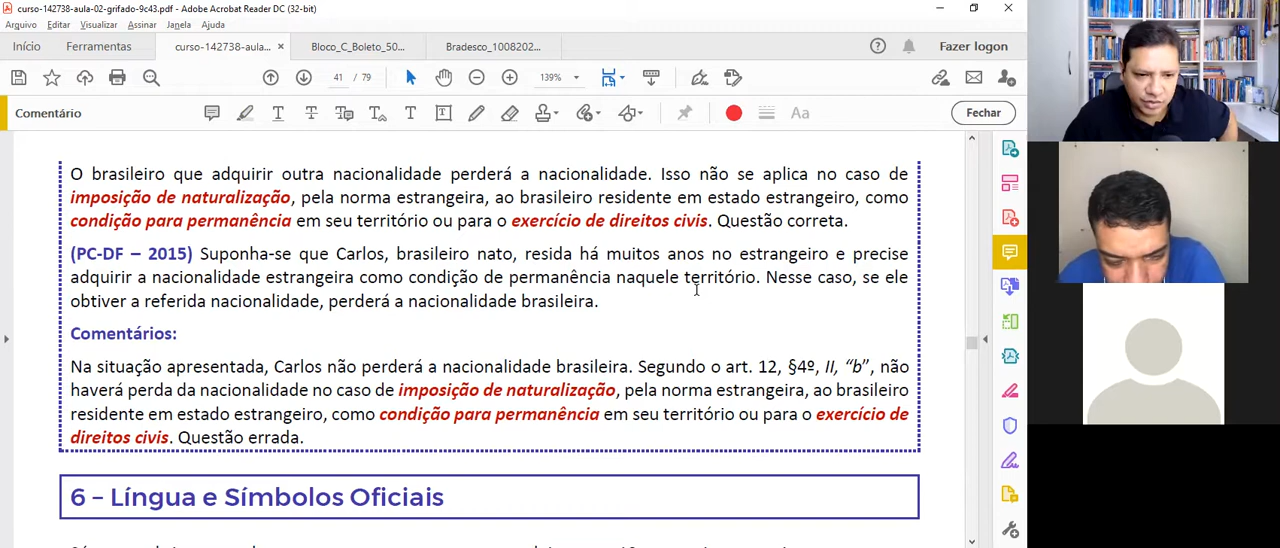 curso-142738-aula-02-grifado-9c43.pdf - Adobe Acrobat Reader DC (32-bit)
Arquivo Editar Visualizar Assinar Janela Ajuda
Início Ferramentas curso-142738-aula... × Bloco_C_Boleto_50... Bradesco_1008202... Fazer logon
41 / 79 139%
Comentário Aa Fechar
O brasileiro que adquirir outra nacionalidade perderá a nacionalidade. Isso não se aplica no caso de
imposição de naturalização, pela norma estrangeira, ao brasileiro residente em estado estrangeiro, como
condição para permanência em seu território ou para o exercício de direitos civis. Questão correta.
(PC-DF – 2015) Suponha-se que Carlos, brasileiro nato, resida há muitos anos no estrangeiro e precise
adquirir a nacionalidade estrangeira como condição de permanência naquele território. Nesse caso, se ele
obtiver a referida nacionalidade, perderá a nacionalidade brasileira.
Comentários:
Na situação apresentada, Carlos não perderá a nacionalidade brasileira. Segundo o art. 12, §4º, II, “b”, não
haverá perda da nacionalidade no caso de imposição de naturalização, pela norma estrangeira, ao brasileiro
residente em estado estrangeiro, como condição para permanência em seu território ou para o exercício de
direitos civis. Questão errada.
6 – Língua e Símbolos Oficiais